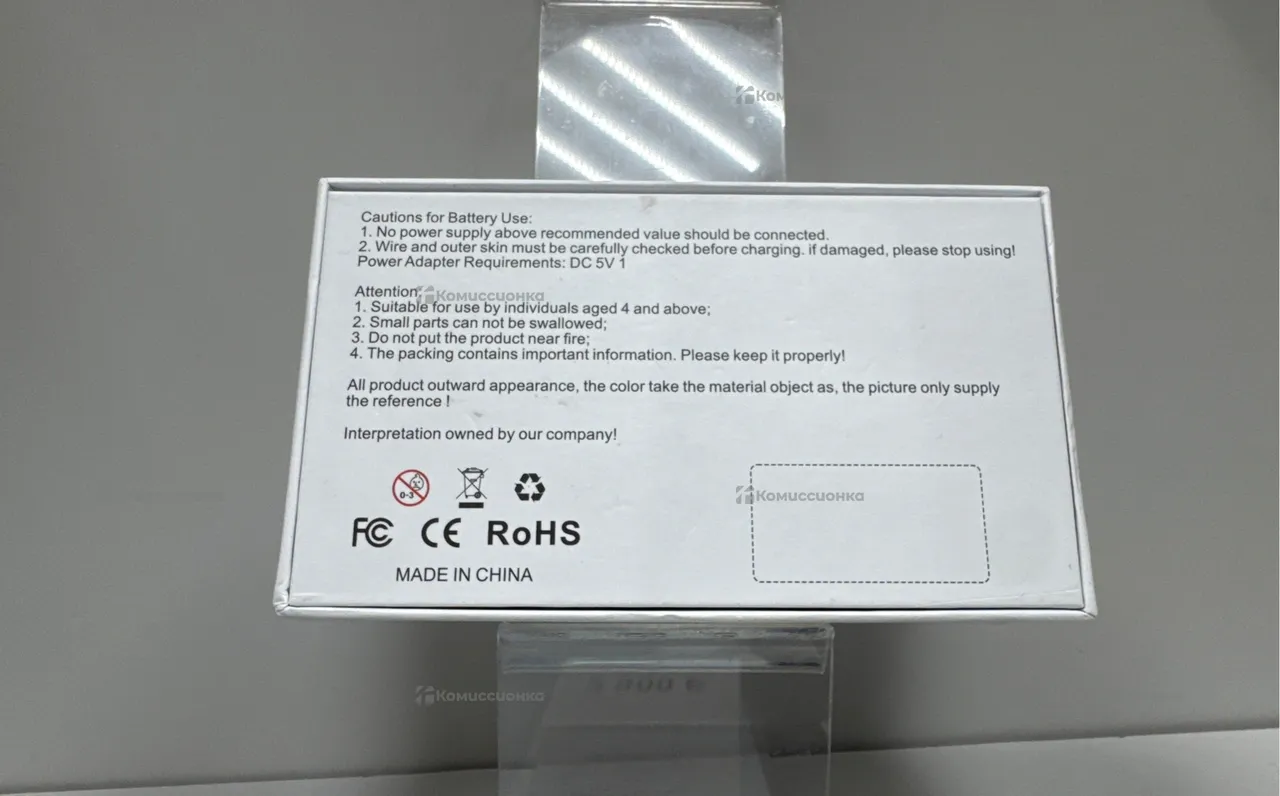 Комиссионка
Cautions for Battery Use:
1. No power supply above recommended value should be connected.
2. Wire and outer skin must be carefully checked before charging. if damaged, please stop using!
Power Adapter Requirements: DC 5V 1
Attention
Комиссионка
1. Suitable for use by individuals aged 4 and above;
2. Small parts can not be swallowed;
3. Do not put the product near fire;
4. The packing contains important information. Please keep it properly!
All product outward appearance, the color take the material object as, the picture only supply
the reference !
Interpretation owned by our company!
0-3
Комиссионка
FC CE RoHS
MADE IN CHINA
Комиссионка